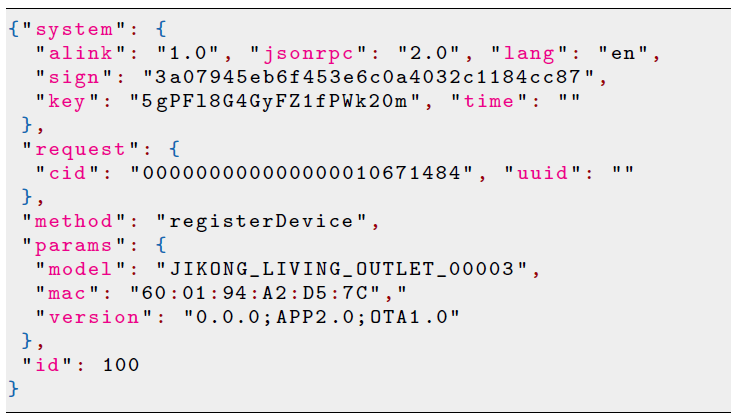 {"system": {
"alink": "1.0", "jsonrpc": "2.0", "lang": "en",
"sign": "3a07945eb6f453e6c0a4032c1184cc87",
"key": "5gPFl8G4GyFZ1fPWk20m", "time": ""
},
"request": {
"cid": "000000000000000010671484", "uuid": ""
},
"method": "registerDevice",
"params": {
"model": "JIKONG_LIVING_OUTLET_00003",
"mac": "60:01:94:A2:D5:7C","
"version": "0.0.0;APP2.0;OTA1.0"
},
"id": 100
}